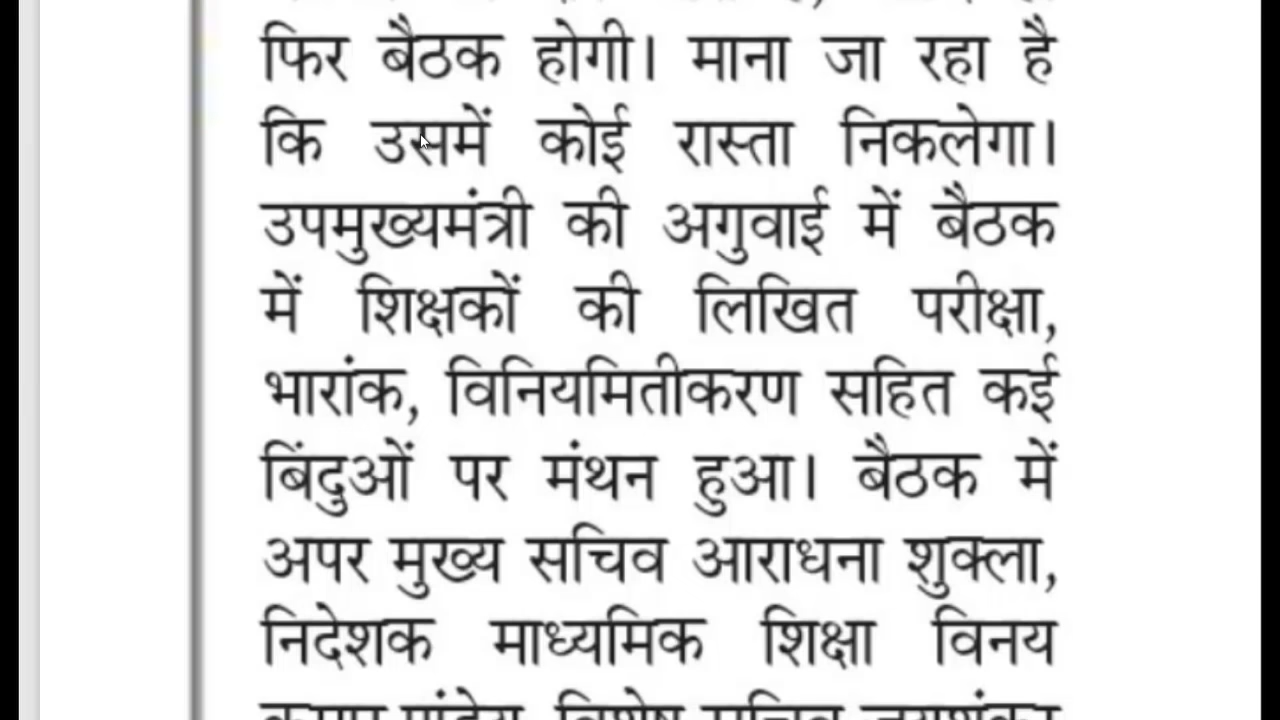 फिर बैठक होगी। माना जा रहा है
कि उसमें कोई रास्ता निकलेगा।
उपमुख्यमंत्री की अगुवाई में बैठक
में शिक्षकों की लिखित परीक्षा,
भारांक, विनियमितीकरण सहित कई
बिंदुओं पर मंथन हुआ। बैठक में
अपर मुख्य सचिव आराधना शुक्ला,
निदेशक माध्यमिक शिक्षा विनय